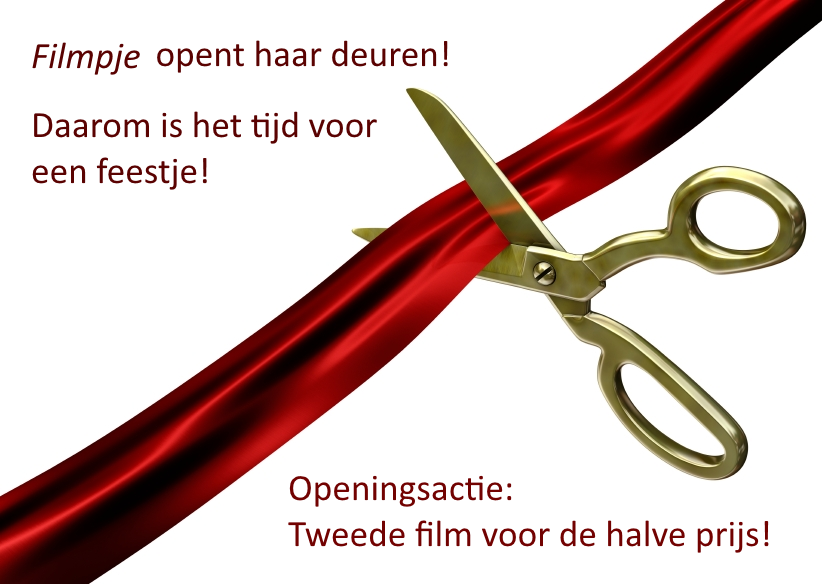 Filmpje opent haar deuren!
Daarom is het tijd voor
een feestje!
Openingsactie:
Tweede film voor de halve prijs!